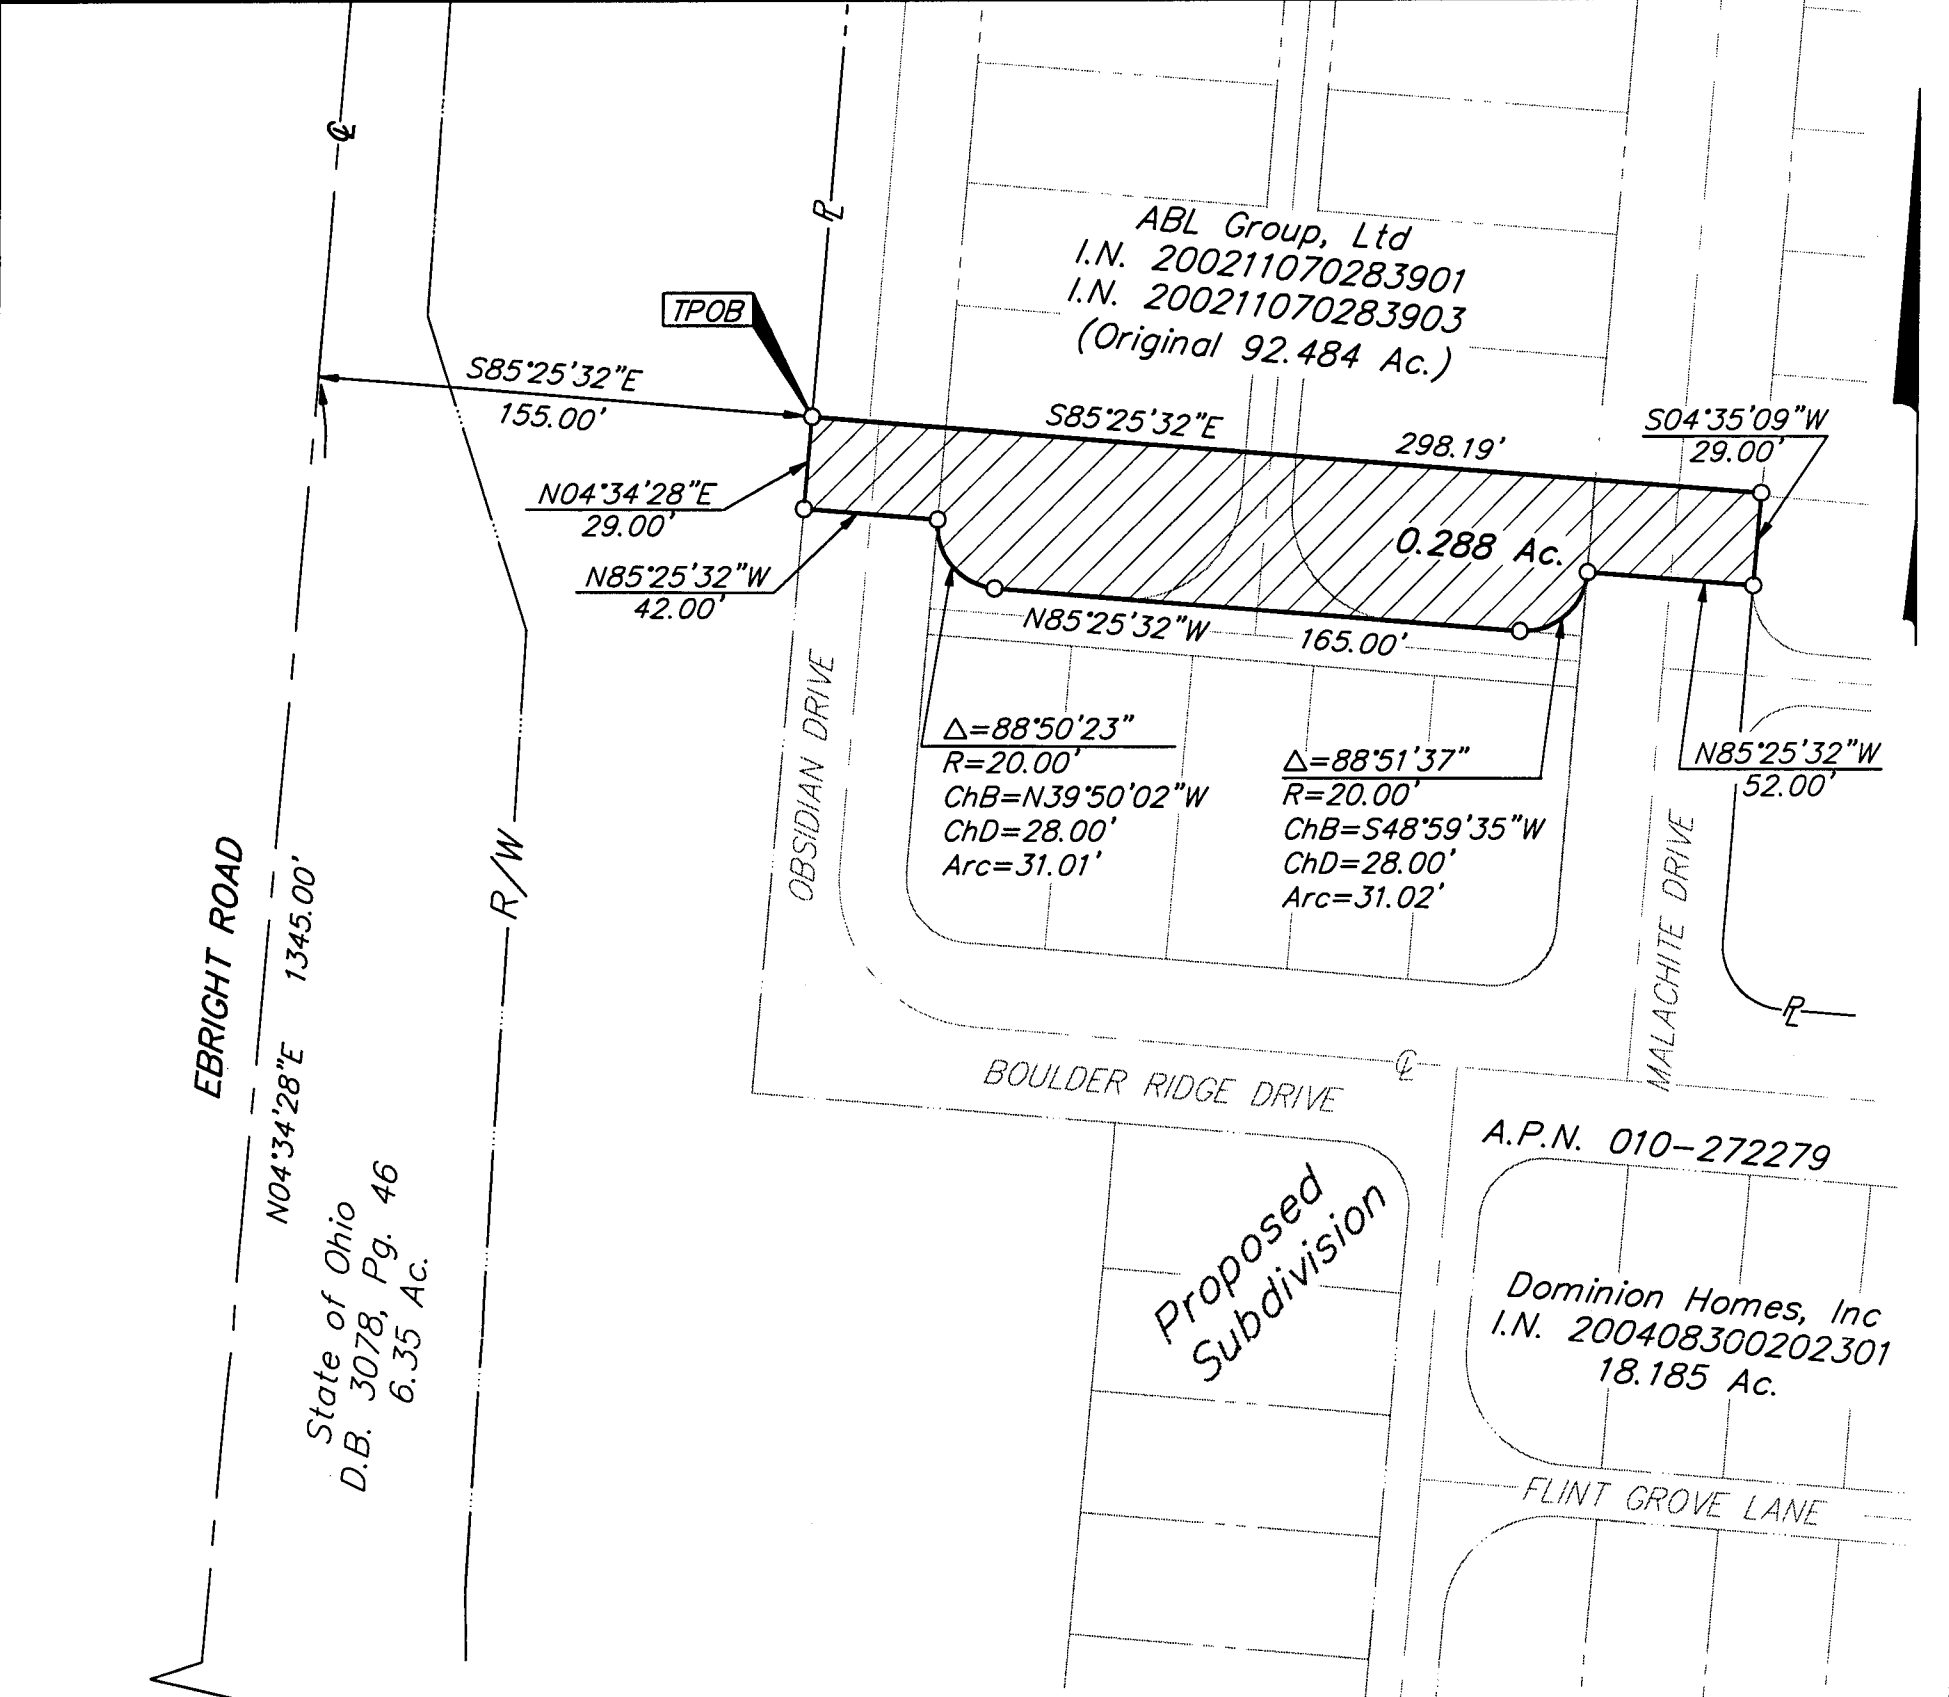 ℄
℄
ABL Group, Ltd
I.N. 200211070283901
I.N. 200211070283903
(Original 92.484 Ac.)
TPOB
S85°25'32"E
155.00'
S85°25'32"E
298.19'
S04°35'09"W
29.00'
N04°34'28"E
29.00'
N85°25'32"W
42.00'
0.288 Ac.
N85°25'32"W
165.00'
OBSIDIAN DRIVE
Δ=88°50'23"
R=20.00'
ChB=N39°50'02"W
ChD=28.00'
Arc=31.01'
Δ=88°51'37"
R=20.00'
ChB=S48°59'35"W
ChD=28.00'
Arc=31.02'
N85°25'32"W
52.00'
EBRIGHT ROAD
N04°34'28"E 1345.00'
R/W
MALACHITE DRIVE
BOULDER RIDGE DRIVE
℄
A.P.N. 010-272279
State of Ohio
D.B. 3078, Pg. 46
6.35 Ac.
Proposed
Subdivision
Dominion Homes, Inc
I.N. 200408300202301
18.185 Ac.
FLINT GROVE LANE